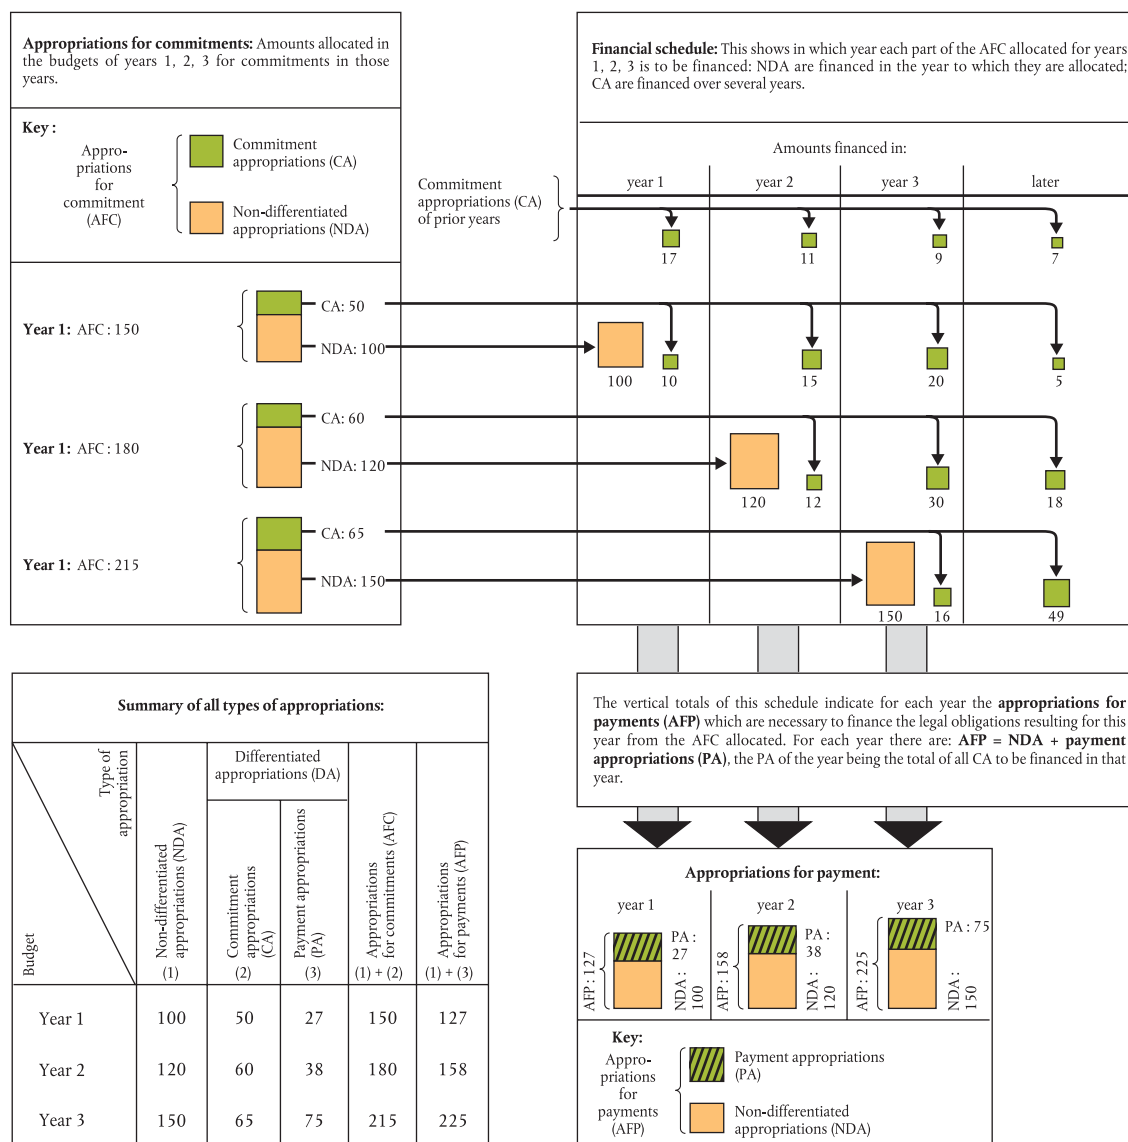 Appropriations for commitments: Amounts allocated in
the budgets of years 1, 2, 3 for commitments in those
years.
Key :
Appro-
priations
for
commitment
(AFC)
Commitment
appropriations (CA)
Non-differentiated
appropriations (NDA)
Year 1: AFC : 150
CA: 50
NDA: 100
Year 1: AFC : 180
CA: 60
NDA: 120
Year 1: AFC : 215
CA: 65
NDA: 150
Financial schedule: This shows in which year each part of the AFC allocated for years
1, 2, 3 is to be financed: NDA are financed in the year to which they are allocated;
CA are financed over several years.
Amounts financed in:
year 1 year 2 year 3 later
Commitment
appropriations (CA)
of prior years
17 11 9 7
100 10 15 20 5
120 12 30 18
150 16 49
The vertical totals of this schedule indicate for each year the appropriations for
payments (AFP) which are necessary to finance the legal obligations resulting for this
year from the AFC allocated. For each year there are: AFP = NDA + payment
appropriations (PA), the PA of the year being the total of all CA to be financed in that
year.
Summary of all types of appropriations:
Type of
appropriation
Budget
Differentiated
appropriations (DA)
Non-differentiated
appropriations (NDA)
(1)
Commitment
appropriations
(CA)
(2)
Payment appropriations
(PA)
(3)
Appropriations
for commitments (AFC)
(1) + (2)
Appropriations
for payments (AFP)
(1) + (3)
Year 1 100 50 27 150 127
Year 2 120 60 38 180 158
Year 3 150 65 75 215 225
Appropriations for payment:
year 1
AFP : 127
PA :
27
NDA :
100
year 2
AFP : 158
PA :
38
NDA :
120
year 3
AFP : 225
PA : 75
NDA :
150
Key:
Appro-
priations
for
payments
(AFP)
Payment appropriations
(PA)
Non-differentiated
appropriations (NDA)